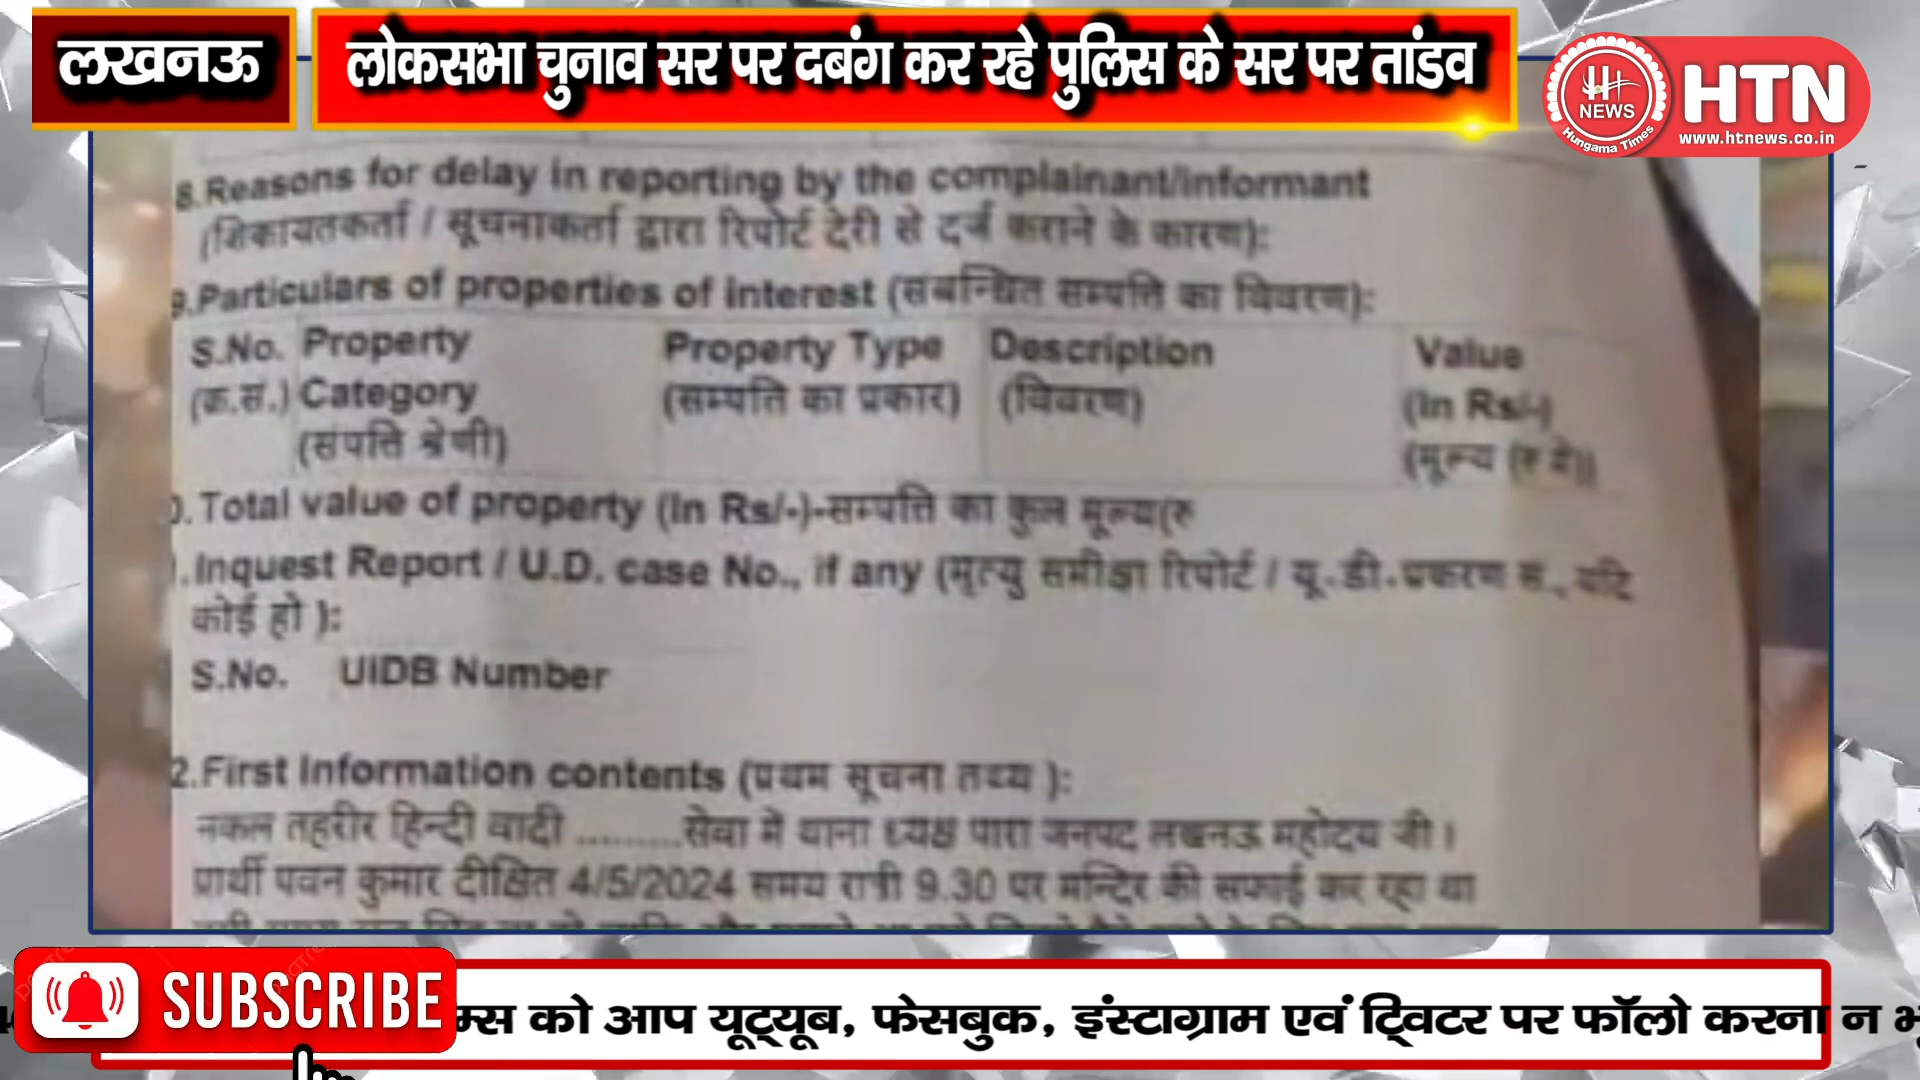 लखनऊ
लोकसभा चुनाव सर पर दबंग कर रहे पुलिस के सर पर तांडव
H
NEWS
Hungama Times
HTN
www.htnews.co.in
8.Reasons for delay in reporting by the complainant/informant
(शिकायतकर्ता / सूचनाकर्ता द्वारा रिपोर्ट देरी से दर्ज कराने के कारण):
9.Particulars of properties of interest (संबन्धित सम्पत्ति का विवरण):
S.No. Property Property Type Description Value
(क्र.सं.) Category (सम्पत्ति का प्रकार) (विवरण) (In Rs/-)
(संपत्ति श्रेणी) (मूल्य (रु में))
0.Total value of property (In Rs/-)-सम्पत्ति का कुल मूल्य(रु
.Inquest Report / U.D. case No., if any (मृत्यु समीक्षा रिपोर्ट / यू.डी.प्रकरण सं., यदि
कोई हो ):
S.No. UIDB Number
2.First Information contents (प्रथम सूचना तथ्य ):
नकल तहरीर हिन्दी वादी .........सेवा में थाना ध्यक्ष पारा जनपद लखनऊ महोदय जी।
प्रार्थी पवन कुमार दीक्षित 4/5/2024 समय रात्री 9.30 पर मन्दिर की सफाई कर रहा था
SUBSCRIBE
म्स को आप यूट्यूब, फेसबुक, इंस्टाग्राम एवं ट्विटर पर फॉलो करना न